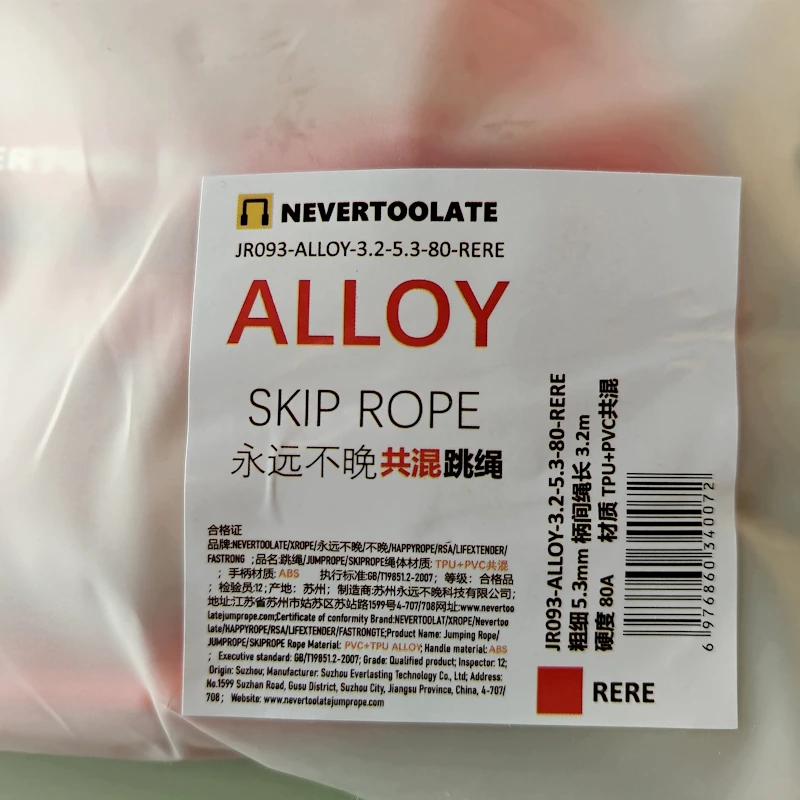 NEVERTOOLATE
JR093-ALLOY-3.2-5.3-80-RERE
ALLOY
SKIP ROPE
永远不晚共混跳绳
合格证
品牌:NEVERTOOLATE/XROPE/永远不晚/不晚/HAPPYROPE/RSA/LIFEXTENDER/
FASTRONG ;品名:跳绳/JUMPROPE/SKIPROPE绳体材质: TPU+PVC共混
; 手柄材质: ABS 执行标准:GB/T19851.2-2007; 等级: 合格品
; 检验员:12; 产地: 苏州; 制造商:苏州永远不晚科技有限公司;
地址:江苏省苏州市姑苏区苏站路1599号4-707/708网址:www.nevertoo
latejumprope.com;Certificate of conformity Brand:NEVERTOOLAT/XROPE/Nevertoo
late/HAPPYROPE/RSA/LIFEXTENDER/FASTRONGTE;Product Name: Jumping Rope/
JUMPROPE/SKIPROPE Rope Material: PVC+TPU ALLOY; Handle material: ABS
; Executive standard: GB/T19851.2-2007; Grade: Qualified product; Inspector: 12;
Origin: Suzhou; Manufacturer: Suzhou Everlasting Technology Co., Ltd; Address:
No.1599 Suzhan Road, Gusu District, Suzhou City, Jiangsu Province, China, 4-707/
708; Website: www.nevertoolatejumprope.com
JR093-ALLOY-3.2-5.3-80-RERE
粗细 5.3mm 柄间绳长 3.2m
硬度 80A 材质 TPU+PVC共混
6 976860 340072
RERE